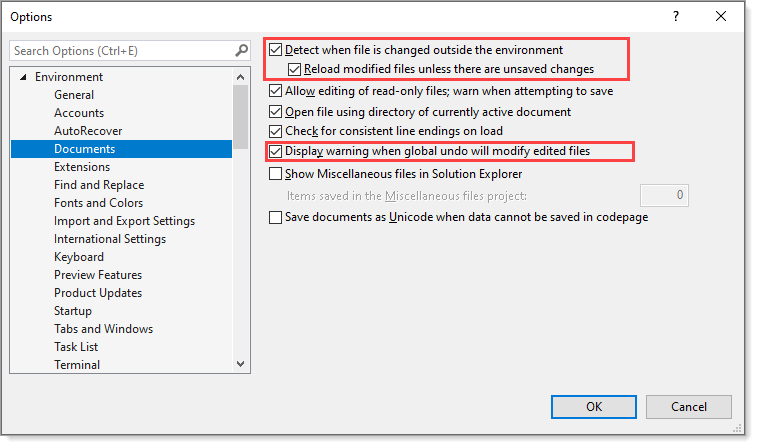 Options
?
Search Options (Ctrl+E)
Environment
General
Accounts
AutoRecover
Documents
Extensions
Find and Replace
Fonts and Colors
Import and Export Settings
International Settings
Keyboard
Preview Features
Product Updates
Startup
Tabs and Windows
Task List
Terminal
Detect when file is changed outside the environment
Reload modified files unless there are unsaved changes
Allow editing of read-only files; warn when attempting to save
Open file using directory of currently active document
Check for consistent line endings on load
Display warning when global undo will modify edited files
Show Miscellaneous files in Solution Explorer
Items saved in the Miscellaneous files project: 0
Save documents as Unicode when data cannot be saved in codepage
OK
Cancel